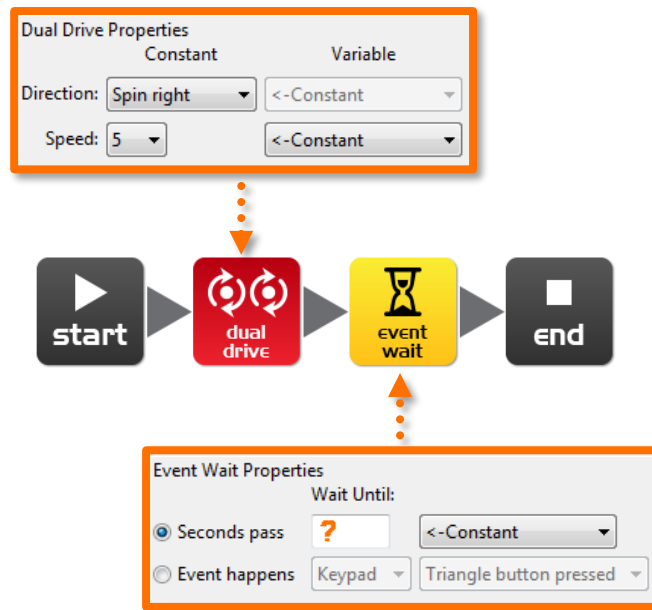 Dual Drive Properties
Constant Variable
Direction: Spin right <-Constant
Speed: 5 <-Constant
start
dual
drive
event
wait
end
Event Wait Properties
Wait Until:
Seconds pass ? <-Constant
Event happens Keypad Triangle button pressed